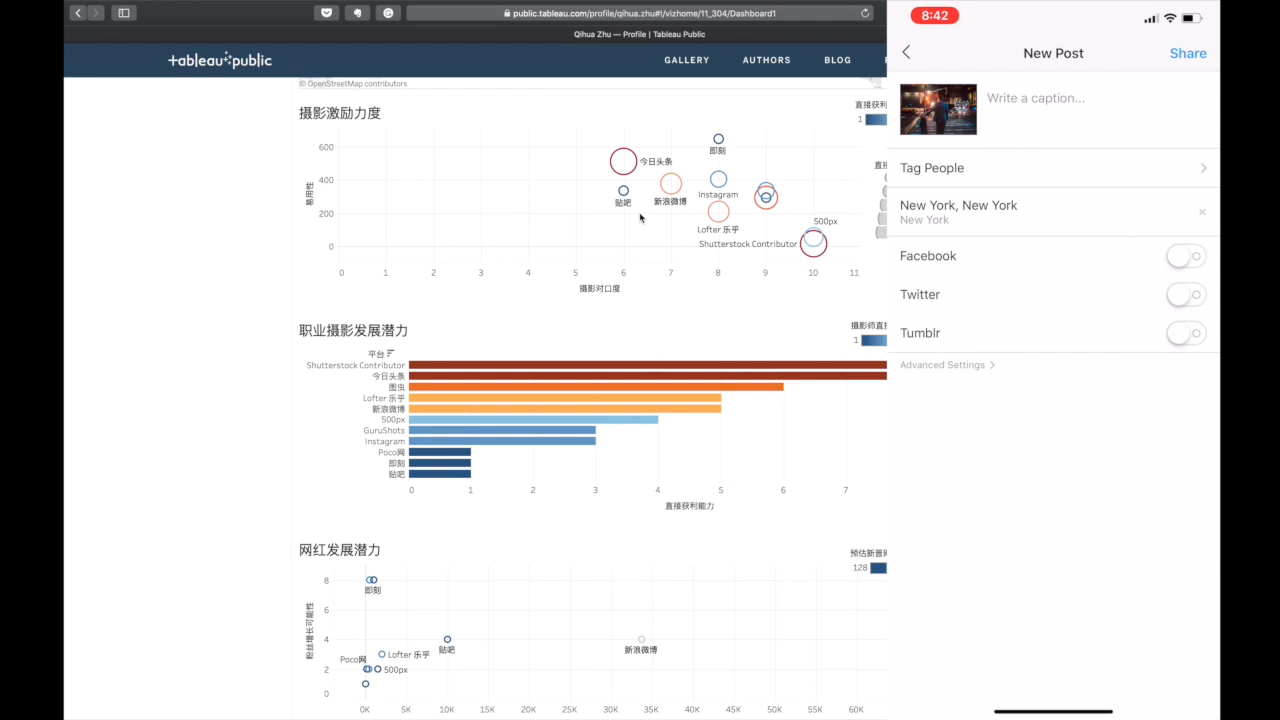 public.tableau.com/profile/qihua.zhu#!/vizhome/11_304/Dashboard1
Qihua Zhu — Profile | Tableau Public
+ableau public
GALLERY
AUTHORS
BLOG
© OpenStreetMap contributors
摄影激励力度
直接获利
1
600
400
200
0
易用性
今日头条
贴吧
新浪微博
即刻
Instagram
Lofter 乐乎
500px
Shutterstock Contributor
0 1 2 3 4 5 6 7 8 9 10 11
摄影对口度
职业摄影发展潜力
摄影师直接
1
平台
Shutterstock Contributor
今日头条
图虫
Lofter 乐乎
新浪微博
500px
GuruShots
Instagram
Poco网
即刻
贴吧
0 1 2 3 4 5 6 7
直接获利能力
网红发展潜力
预估新晋网
128
8
6
4
2
0
粉丝增长可能性
即刻
贴吧
新浪微博
Lofter 乐乎
Poco网
500px
0K 5K 10K 15K 20K 25K 30K 35K 40K 45K 50K 55K 60K
8:42
New Post
Share
Write a caption...
Tag People
New York, New York
New York
Facebook
Twitter
Tumblr
Advanced Settings